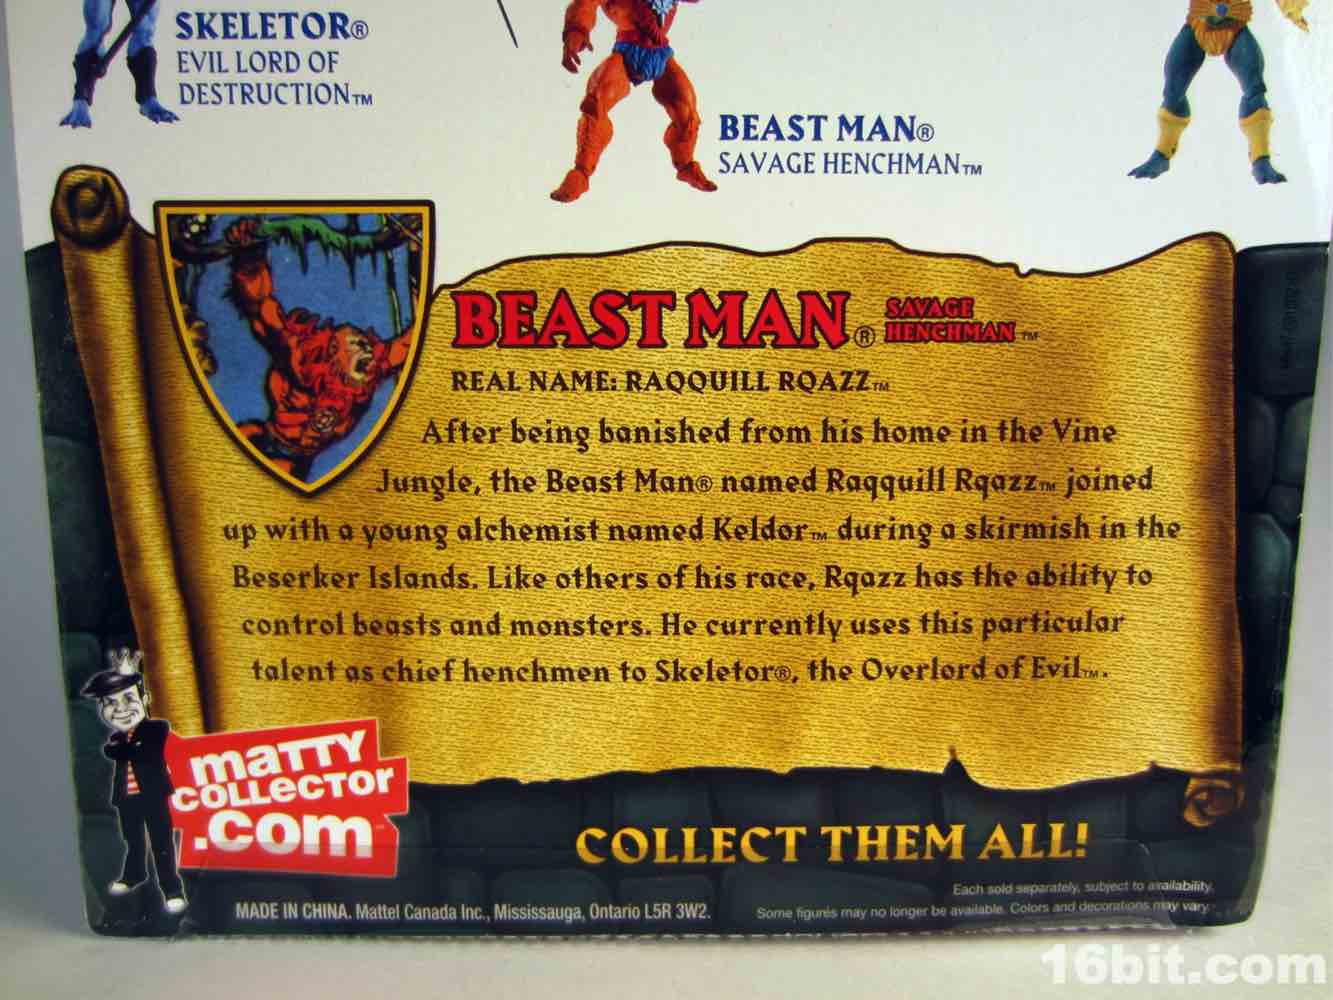 SKELETOR®
EVIL LORD OF
DESTRUCTION™
BEAST MAN®
SAVAGE HENCHMAN™
BEAST MAN®
SAVAGE
HENCHMAN™
REAL NAME: RAQQUILL RQAZZ™
After being banished from his home in the Vine
Jungle, the Beast Man® named Raqquill Rqazz™ joined
up with a young alchemist named Keldor™ during a skirmish in the
Beserker Islands. Like others of his race, Rqazz has the ability to
control beasts and monsters. He currently uses this particular
talent as chief henchmen to Skeletor®, the Overlord of Evil™.
maTTY
COLLECTOR
.com
COLLECT THEM ALL!
Each sold separately, subject to availability.
MADE IN CHINA. Mattel Canada Inc., Mississauga, Ontario L5R 3W2.
Some figures may no longer be available. Colors and decorations may vary.
16bit.com